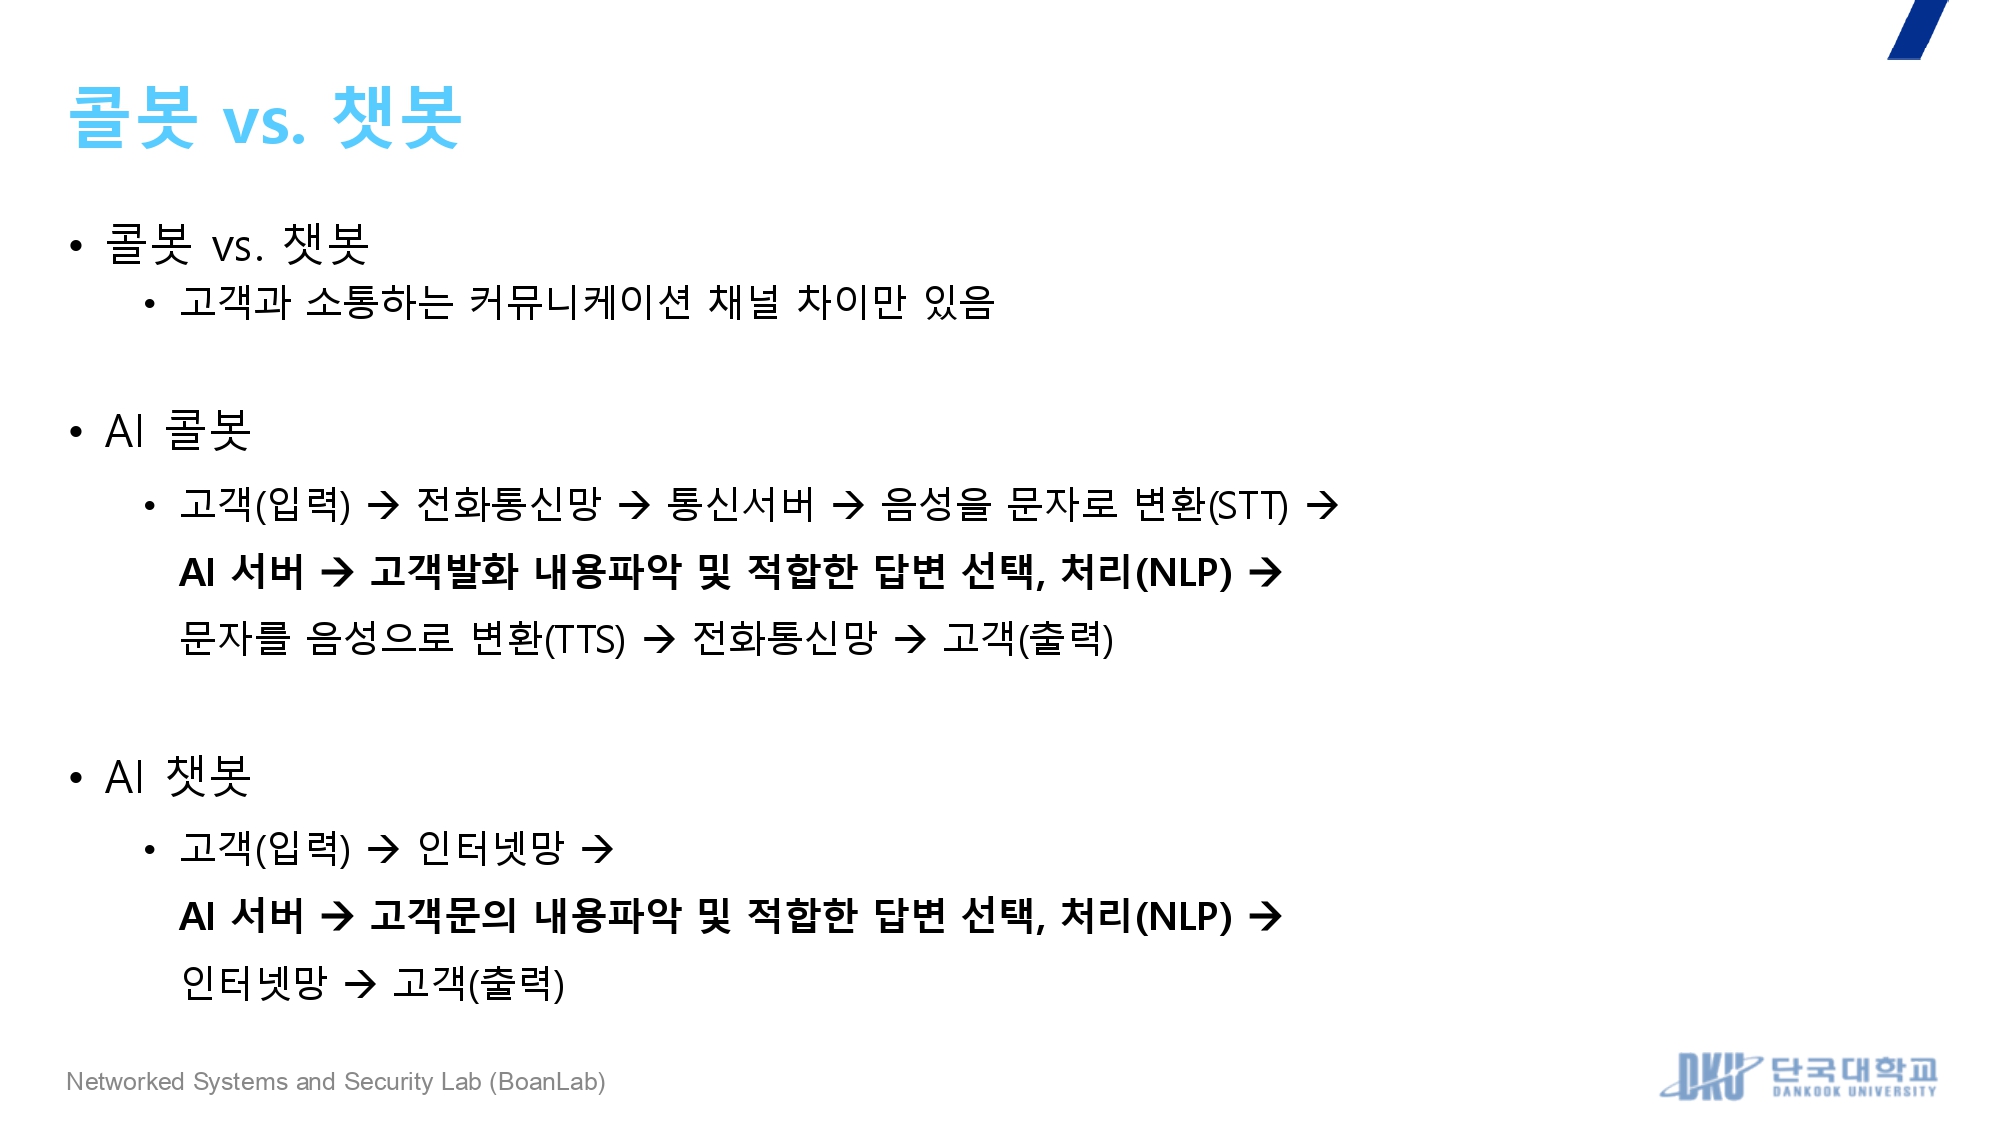 콜봇 vs. 챗봇
• 콜봇 vs. 챗봇
• 고객과 소통하는 커뮤니케이션 채널 차이만 있음
• AI 콜봇
• 고객(입력) → 전화통신망 → 통신서버 → 음성을 문자로 변환(STT) →
AI 서버 → 고객발화 내용파악 및 적합한 답변 선택, 처리(NLP) →
문자를 음성으로 변환(TTS) → 전화통신망 → 고객(출력)
• AI 챗봇
• 고객(입력) → 인터넷망 →
AI 서버 → 고객문의 내용파악 및 적합한 답변 선택, 처리(NLP) →
인터넷망 → 고객(출력)
Networked Systems and Security Lab (BoanLab)
DKU 단국대학교
DANKOOK UNIVERSITY